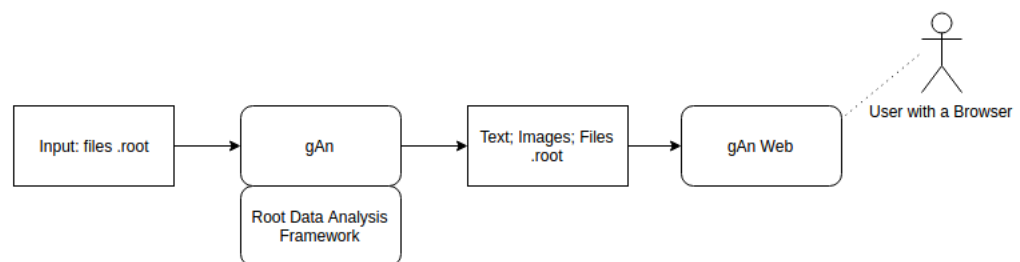 User with a Browser
Input: files .root
gAn
Text; Images; Files
.root
gAn Web
Root Data Analysis
Framework